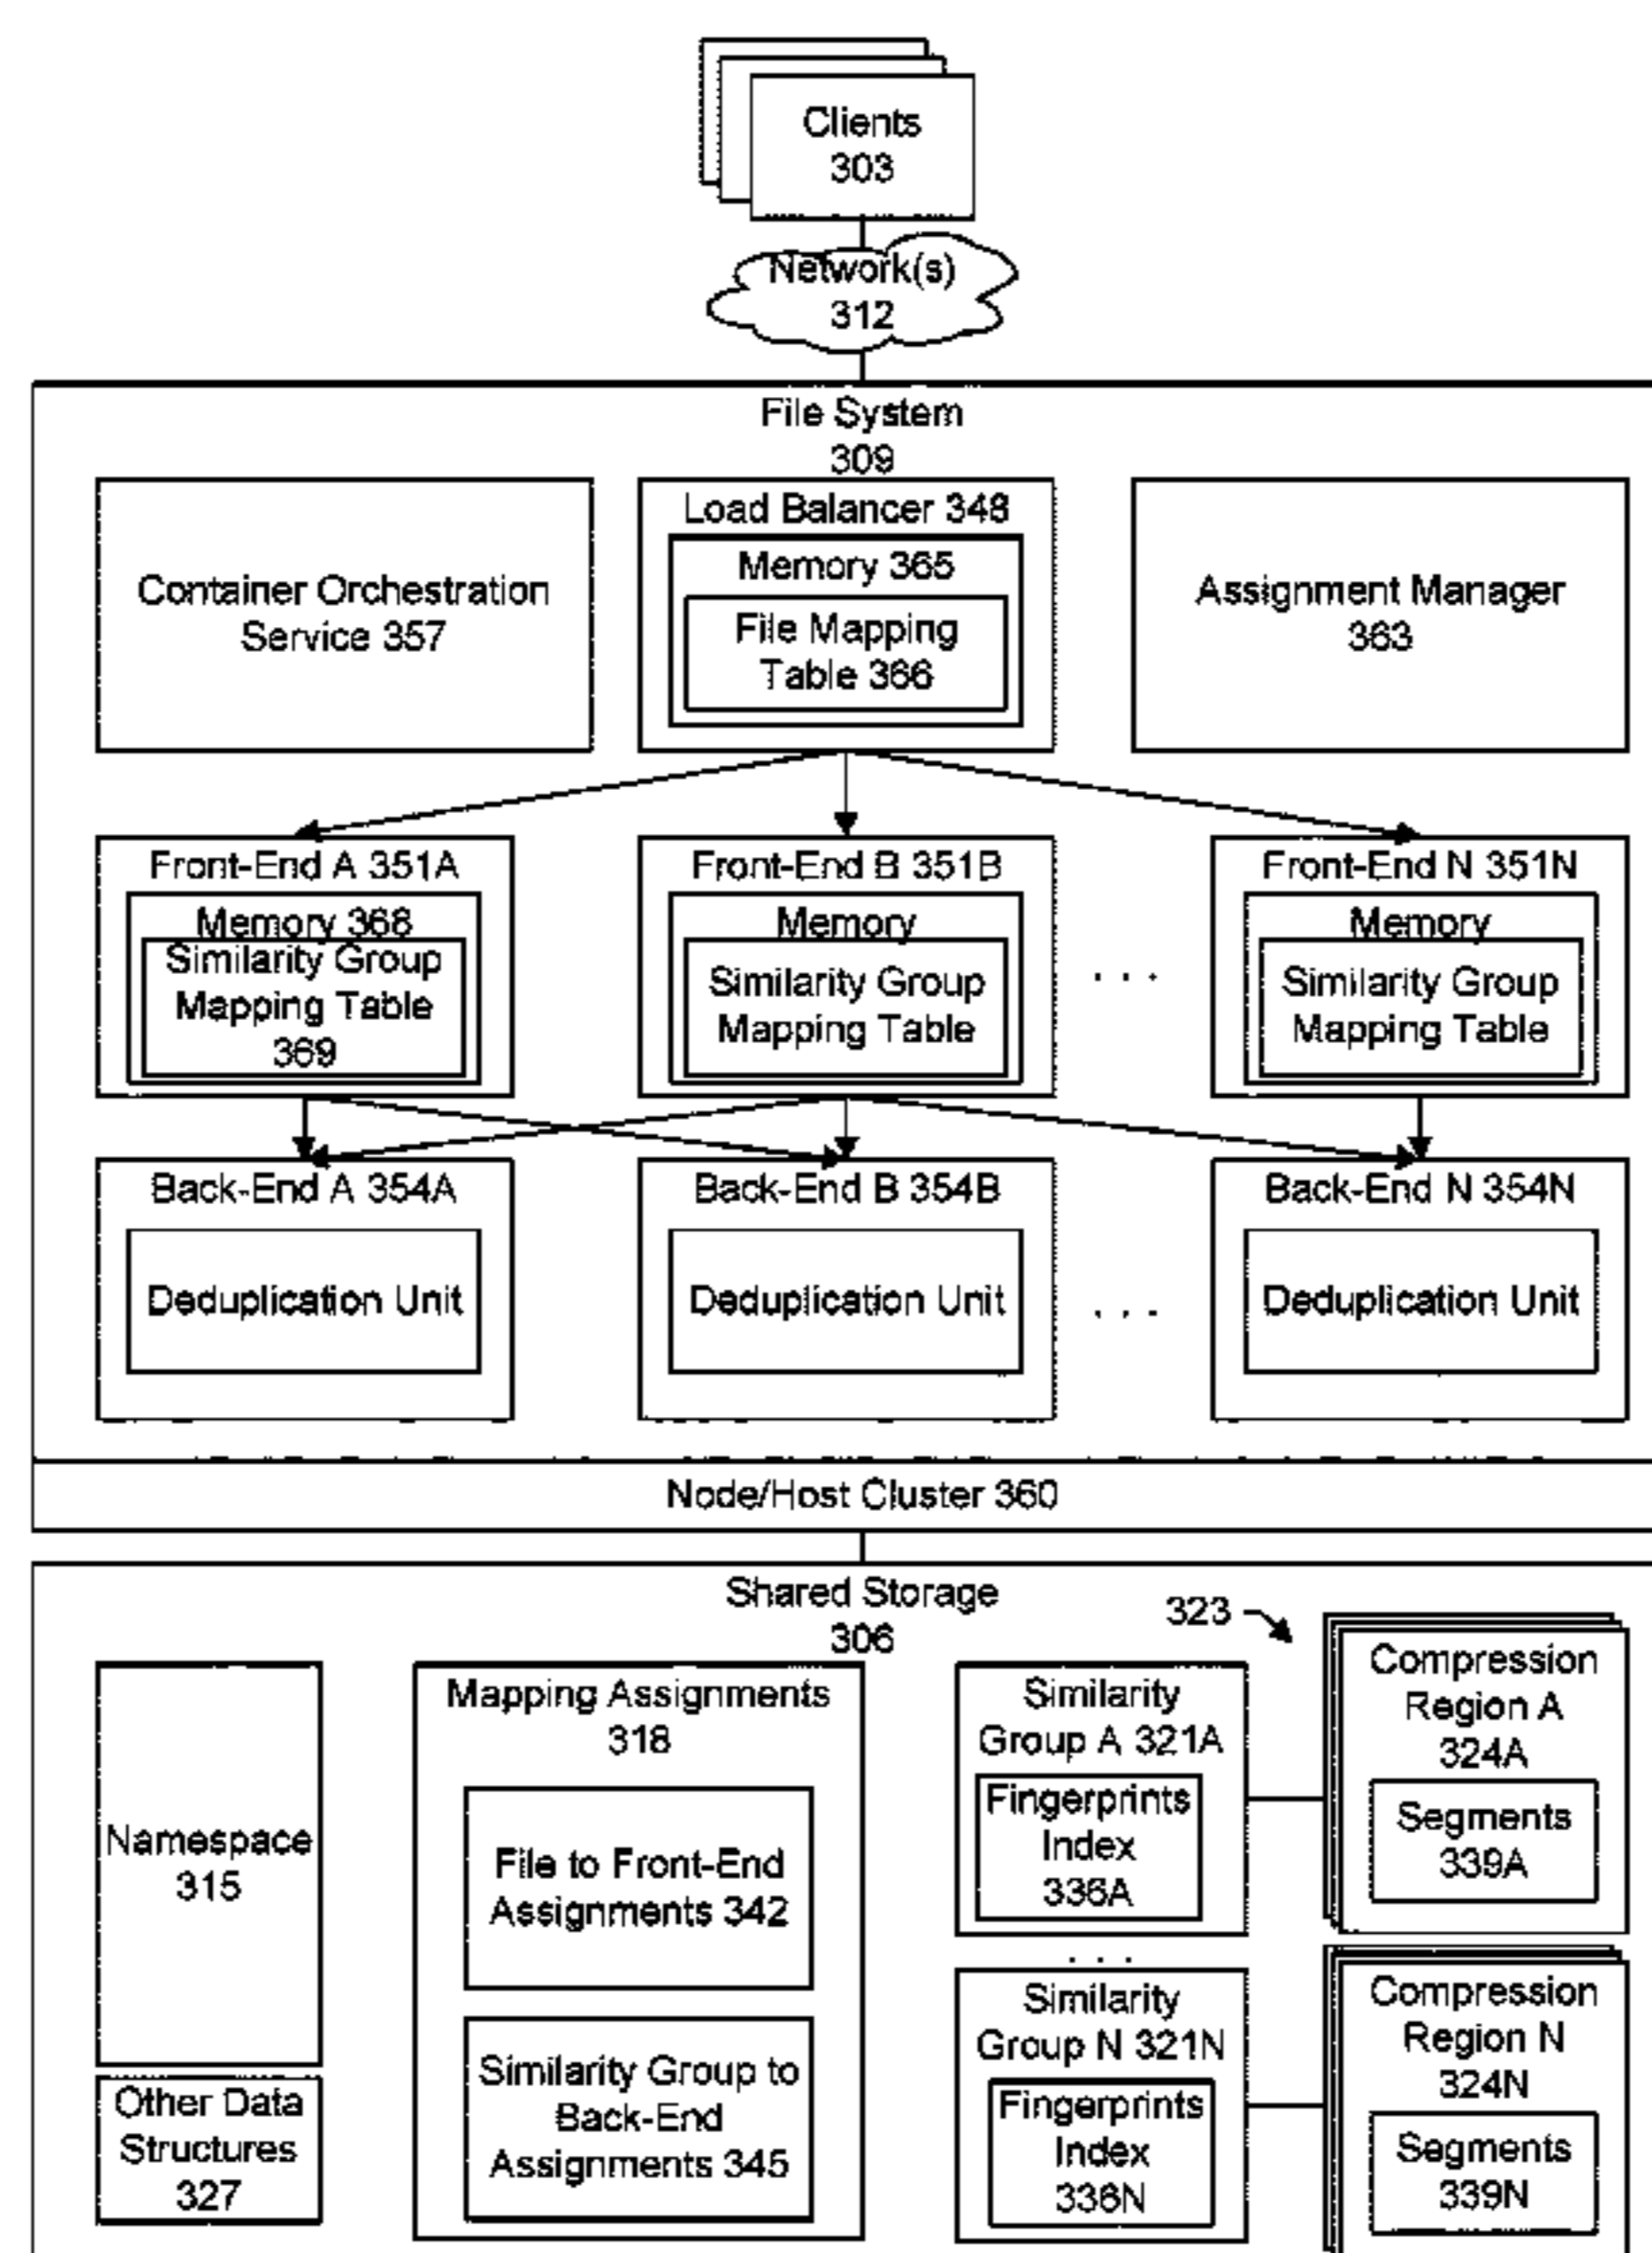 Clients
303
Network(s)
312
File System
309
Container Orchestration
Service 357
Load Balancer 348
Memory 365
File Mapping
Table 366
Assignment Manager
363
Front-End A 351A
Memory 368
Similarity Group
Mapping Table
369
Front-End B 351B
Memory
Similarity Group
Mapping Table
. . .
Front-End N 351N
Memory
Similarity Group
Mapping Table
Back-End A 354A
Deduplication Unit
Back-End B 354B
Deduplication Unit
. . .
Back-End N 354N
Deduplication Unit
Node/Host Cluster 360
Shared Storage
306
Namespace
315
Other Data
Structures
327
Mapping Assignments
318
File to Front-End
Assignments 342
Similarity Group to
Back-End
Assignments 345
323
Similarity
Group A 321A
Fingerprints
Index
336A
Compression
Region A
324A
Segments
339A
. . .
Similarity
Group N 321N
Fingerprints
Index
336N
Compression
Region N
324N
Segments
339N